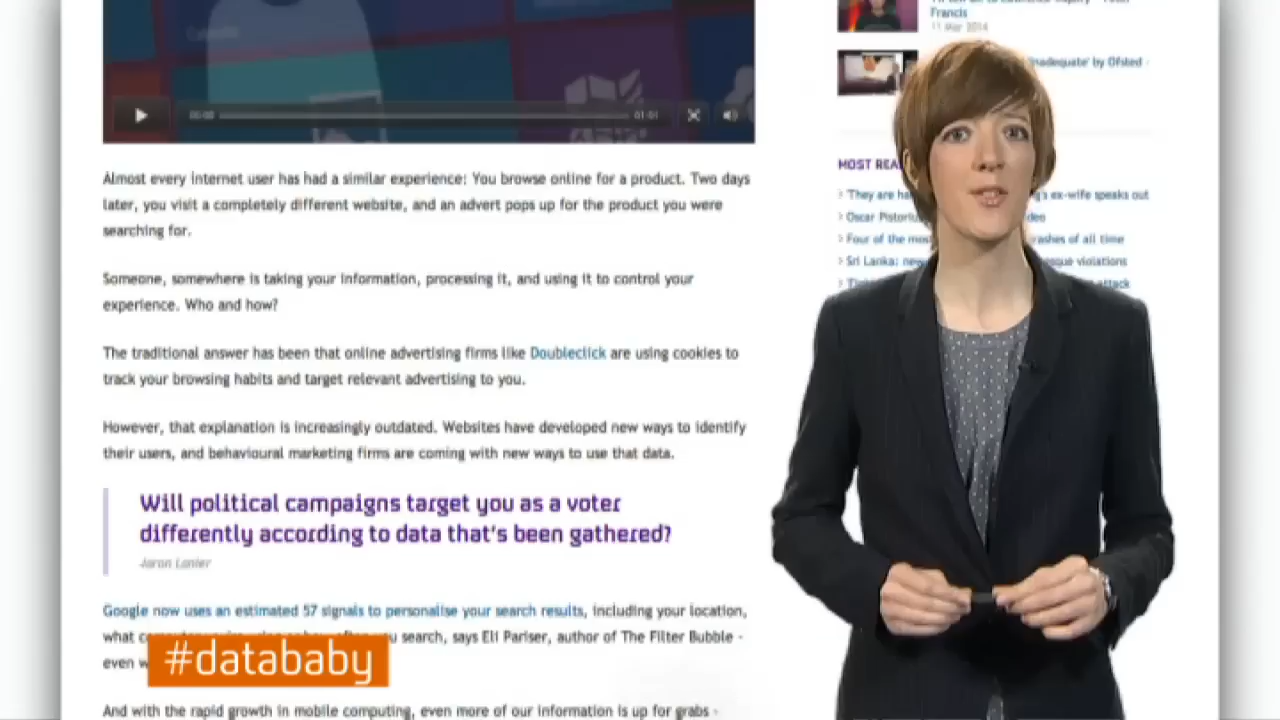 00:00
01:01
Francis
11 Mar 2014
'inadequate' by Ofsted -
Almost every internet user has had a similar experience: You browse online for a product. Two days
later, you visit a completely different website, and an advert pops up for the product you were
searching for.
Someone, somewhere is taking your information, processing it, and using it to control your
experience. Who and how?
The traditional answer has been that online advertising firms like Doubleclick are using cookies to
track your browsing habits and target relevant advertising to you.
However, that explanation is increasingly outdated. Websites have developed new ways to identify
their users, and behavioural marketing firms are coming with new ways to use that data.
Will political campaigns target you as a voter
differently according to data that's been gathered?
Jaron Lanier
Google now uses an estimated 57 signals to personalise your search results, including your location,
what search, says Eli Pariser, author of The Filter Bubble -
even
And with the rapid growth in mobile computing, even more of our information is up for grabs -
#datababy
MOST
'They are ex-wife speaks out
Oscar
Four of the crashes of all time
Sri Lanka: violations
attack